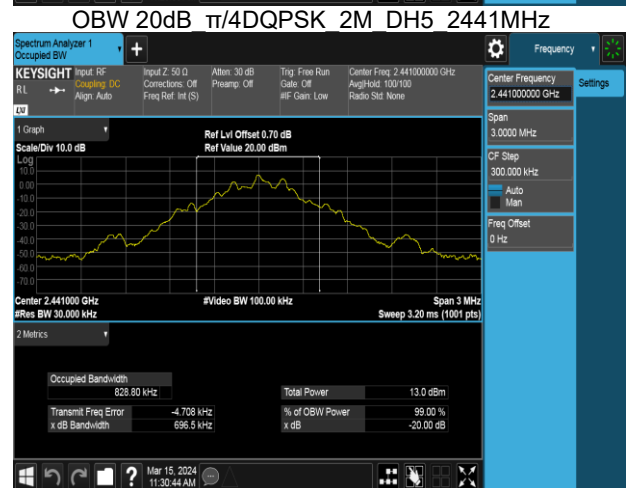 OBW 20dB_π/4DQPSK_2M_DH5_2441MHz
Spectrum Analyzer 1
Occupied BW
+
Frequency
KEYSIGHT
RL
LXI
Input: RF
Coupling: DC
Align: Auto
Input Z: 50 Ω
Corrections: Off
Freq Ref: Int (S)
Atten: 30 dB
Preamp: Off
Trig: Free Run
Gate: Off
#IF Gain: Low
Center Freq: 2.441000000 GHz
Avg|Hold: 100/100
Radio Std: None
Center Frequency
2.441000000 GHz
Settings
Span
3.0000 MHz
CF Step
300.000 kHz
Auto
Man
Freq Offset
0 Hz
1 Graph
Scale/Div 10.0 dB
Ref Lvl Offset 0.70 dB
Ref Value 20.00 dBm
Log
10.0
0.00
-10.0
-20.0
-30.0
-40.0
-50.0
-60.0
-70.0
Center 2.441000 GHz
#Res BW 30.000 kHz
#Video BW 100.00 kHz
Span 3 MHz
Sweep 3.20 ms (1001 pts)
2 Metrics
Occupied Bandwidth
828.80 kHz
Total Power 13.0 dBm
Transmit Freq Error -4.708 kHz
% of OBW Power 99.00 %
x dB Bandwidth 696.5 kHz
x dB -20.00 dB
?
Mar 15, 2024
11:30:44 AM